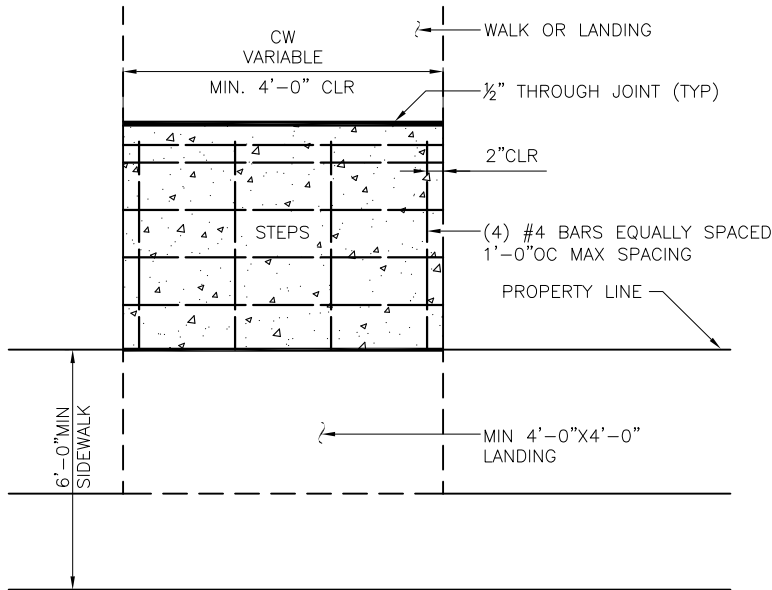 WALK OR LANDING
CW
VARIABLE
MIN. 4'-0" CLR
½" THROUGH JOINT (TYP)
2"CLR
STEPS
(4) #4 BARS EQUALLY SPACED
1'-0"OC MAX SPACING
PROPERTY LINE
6'-0"MIN
SIDEWALK
MIN 4'-0"X4'-0"
LANDING